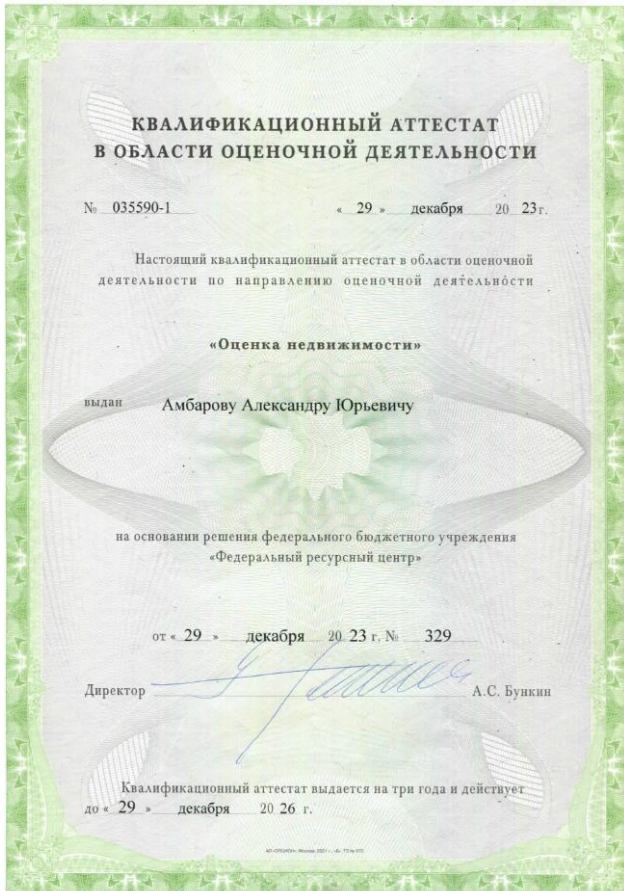 КВАЛИФИКАЦИОННЫЙ АТТЕСТАТ
В ОБЛАСТИ ОЦЕНОЧНОЙ ДЕЯТЕЛЬНОСТИ
№ 035590-1 « 29 » декабря 20 23 г.
Настоящий квалификационный аттестат в области оценочной
деятельности по направлению оценочной деятельности
«Оценка недвижимости»
выдан Амбарову Александру Юрьевичу
на основании решения федерального бюджетного учреждения
«Федеральный ресурсный центр»
от « 29 » декабря 20 23 г. № 329
Директор А.С. Бункин
Квалификационный аттестат выдается на три года и действует
до « 29 » декабря 20 26 г.